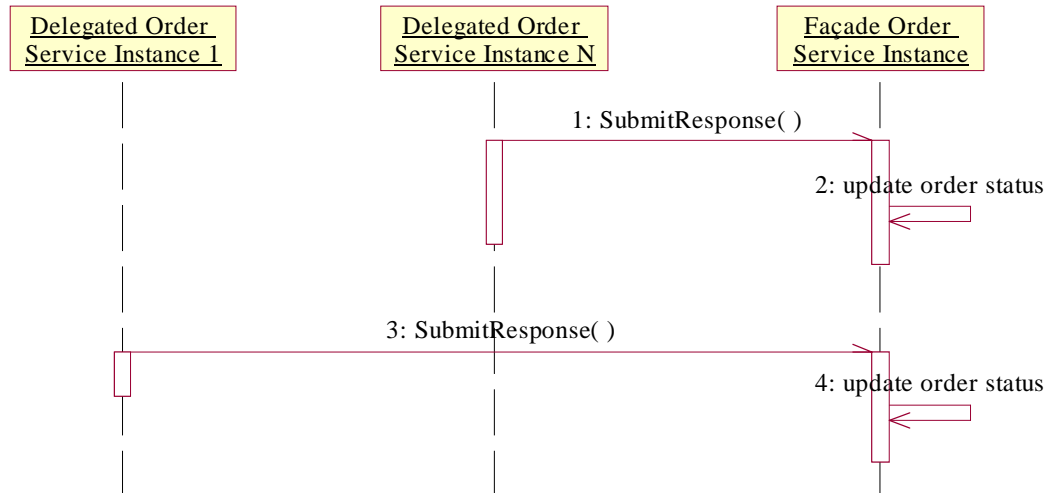 Delegated Order
Service Instance 1
Delegated Order
Service Instance N
Façade Order
Service Instance
1: SubmitResponse( )
2: update order status
3: SubmitResponse( )
4: update order status